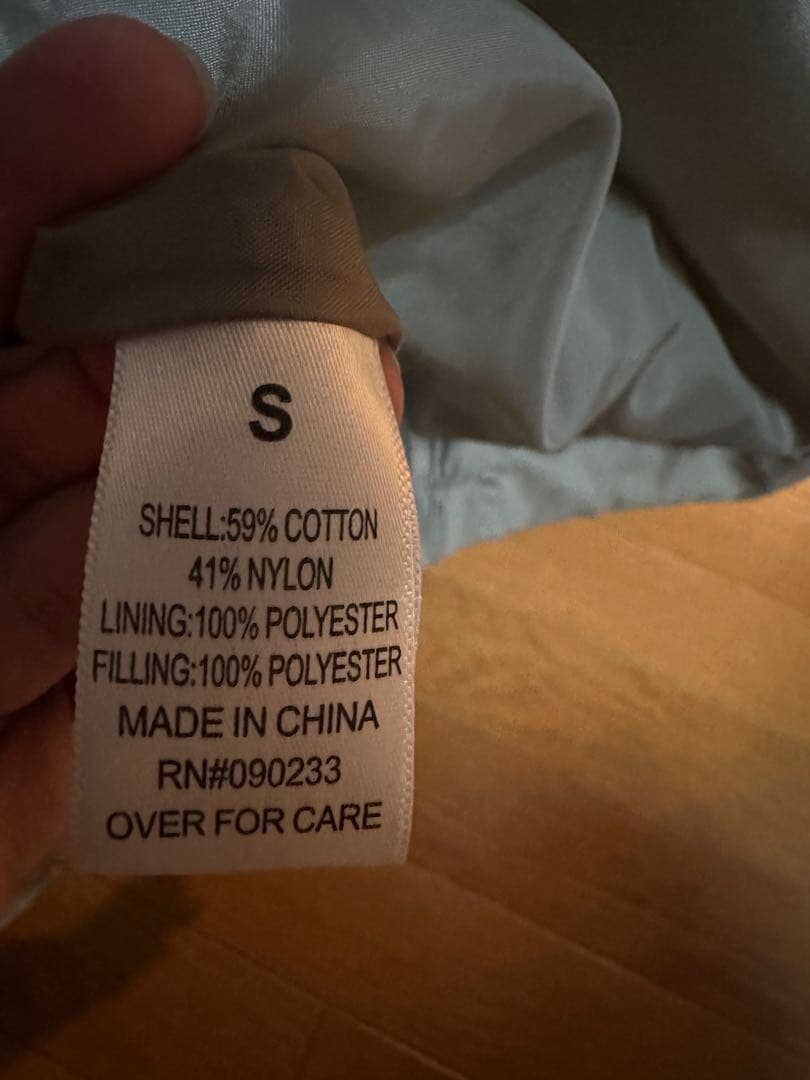 S
SHELL:59% COTTON
41% NYLON
LINING:100% POLYESTER
FILLING:100% POLYESTER
MADE IN CHINA
RN#090233
OVER FOR CARE